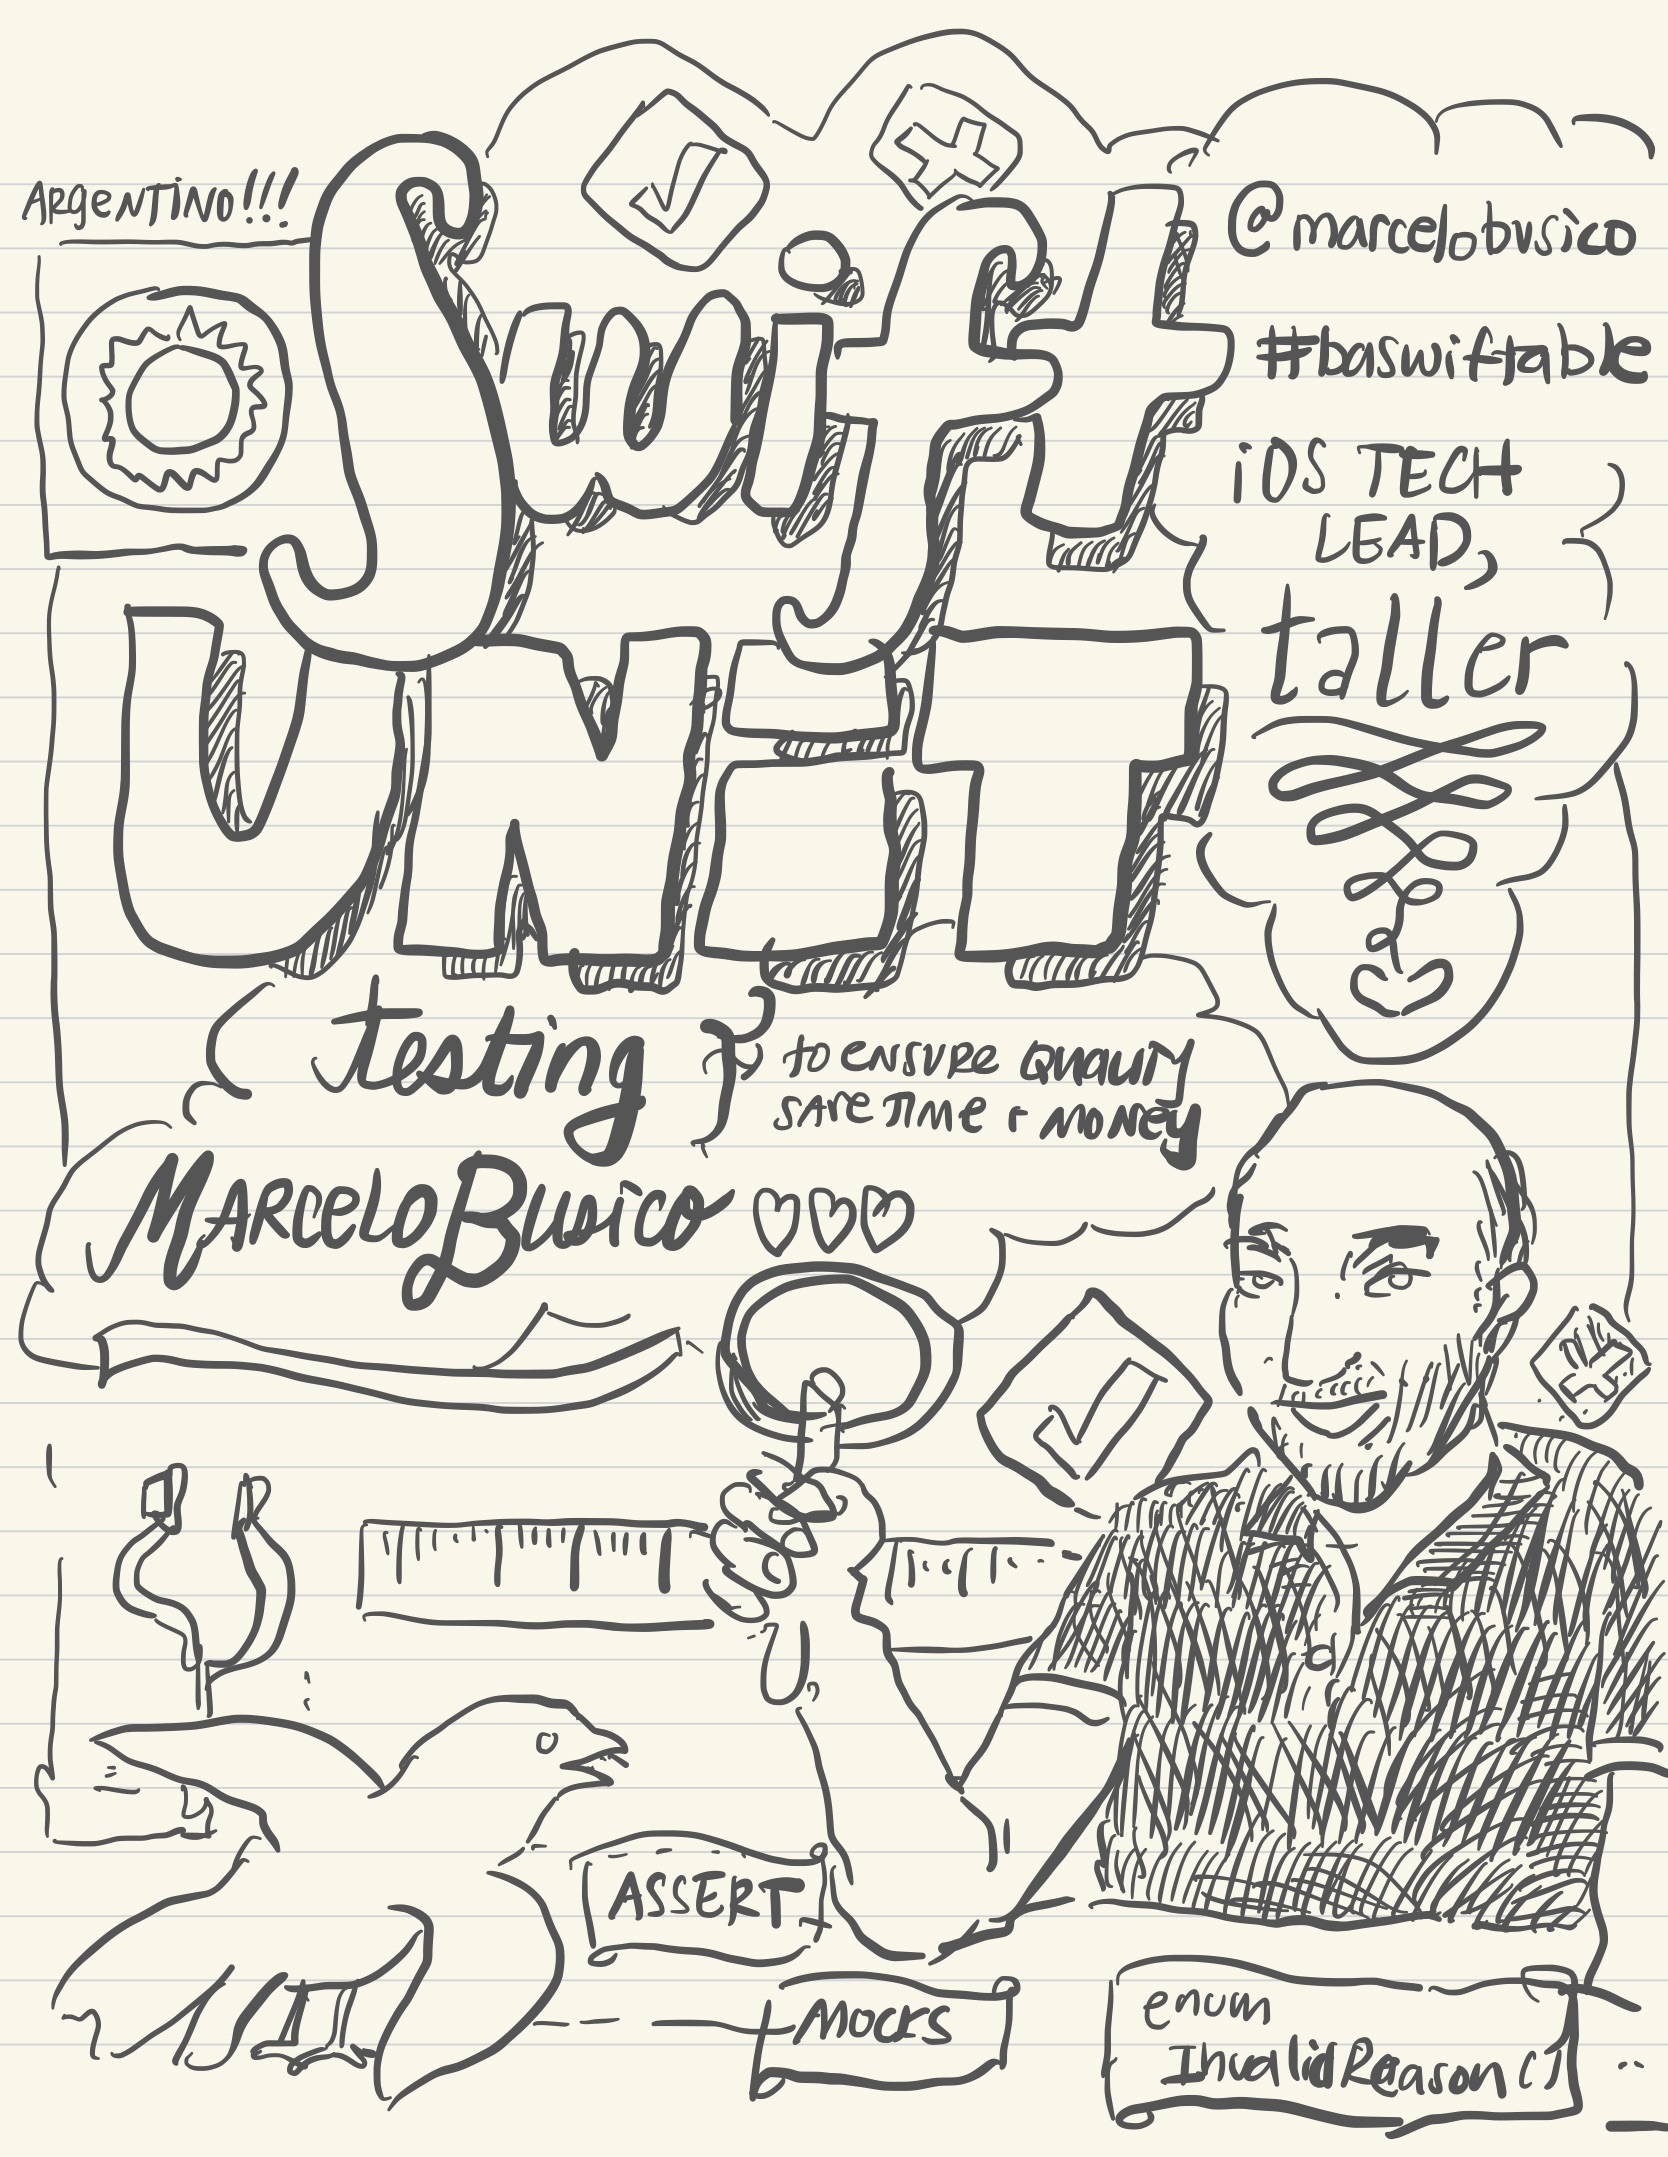 ARgeNTINO!!!
@marcelobusico
#baswiftable
iOS TECH
LEAD,
taller
Swift
UNiT
testing
to ensure QUALITY
SAVE TIME + MONEY
MARCELO BUSICO
ASSERT
MOCKS
enum
InvalidReason ()